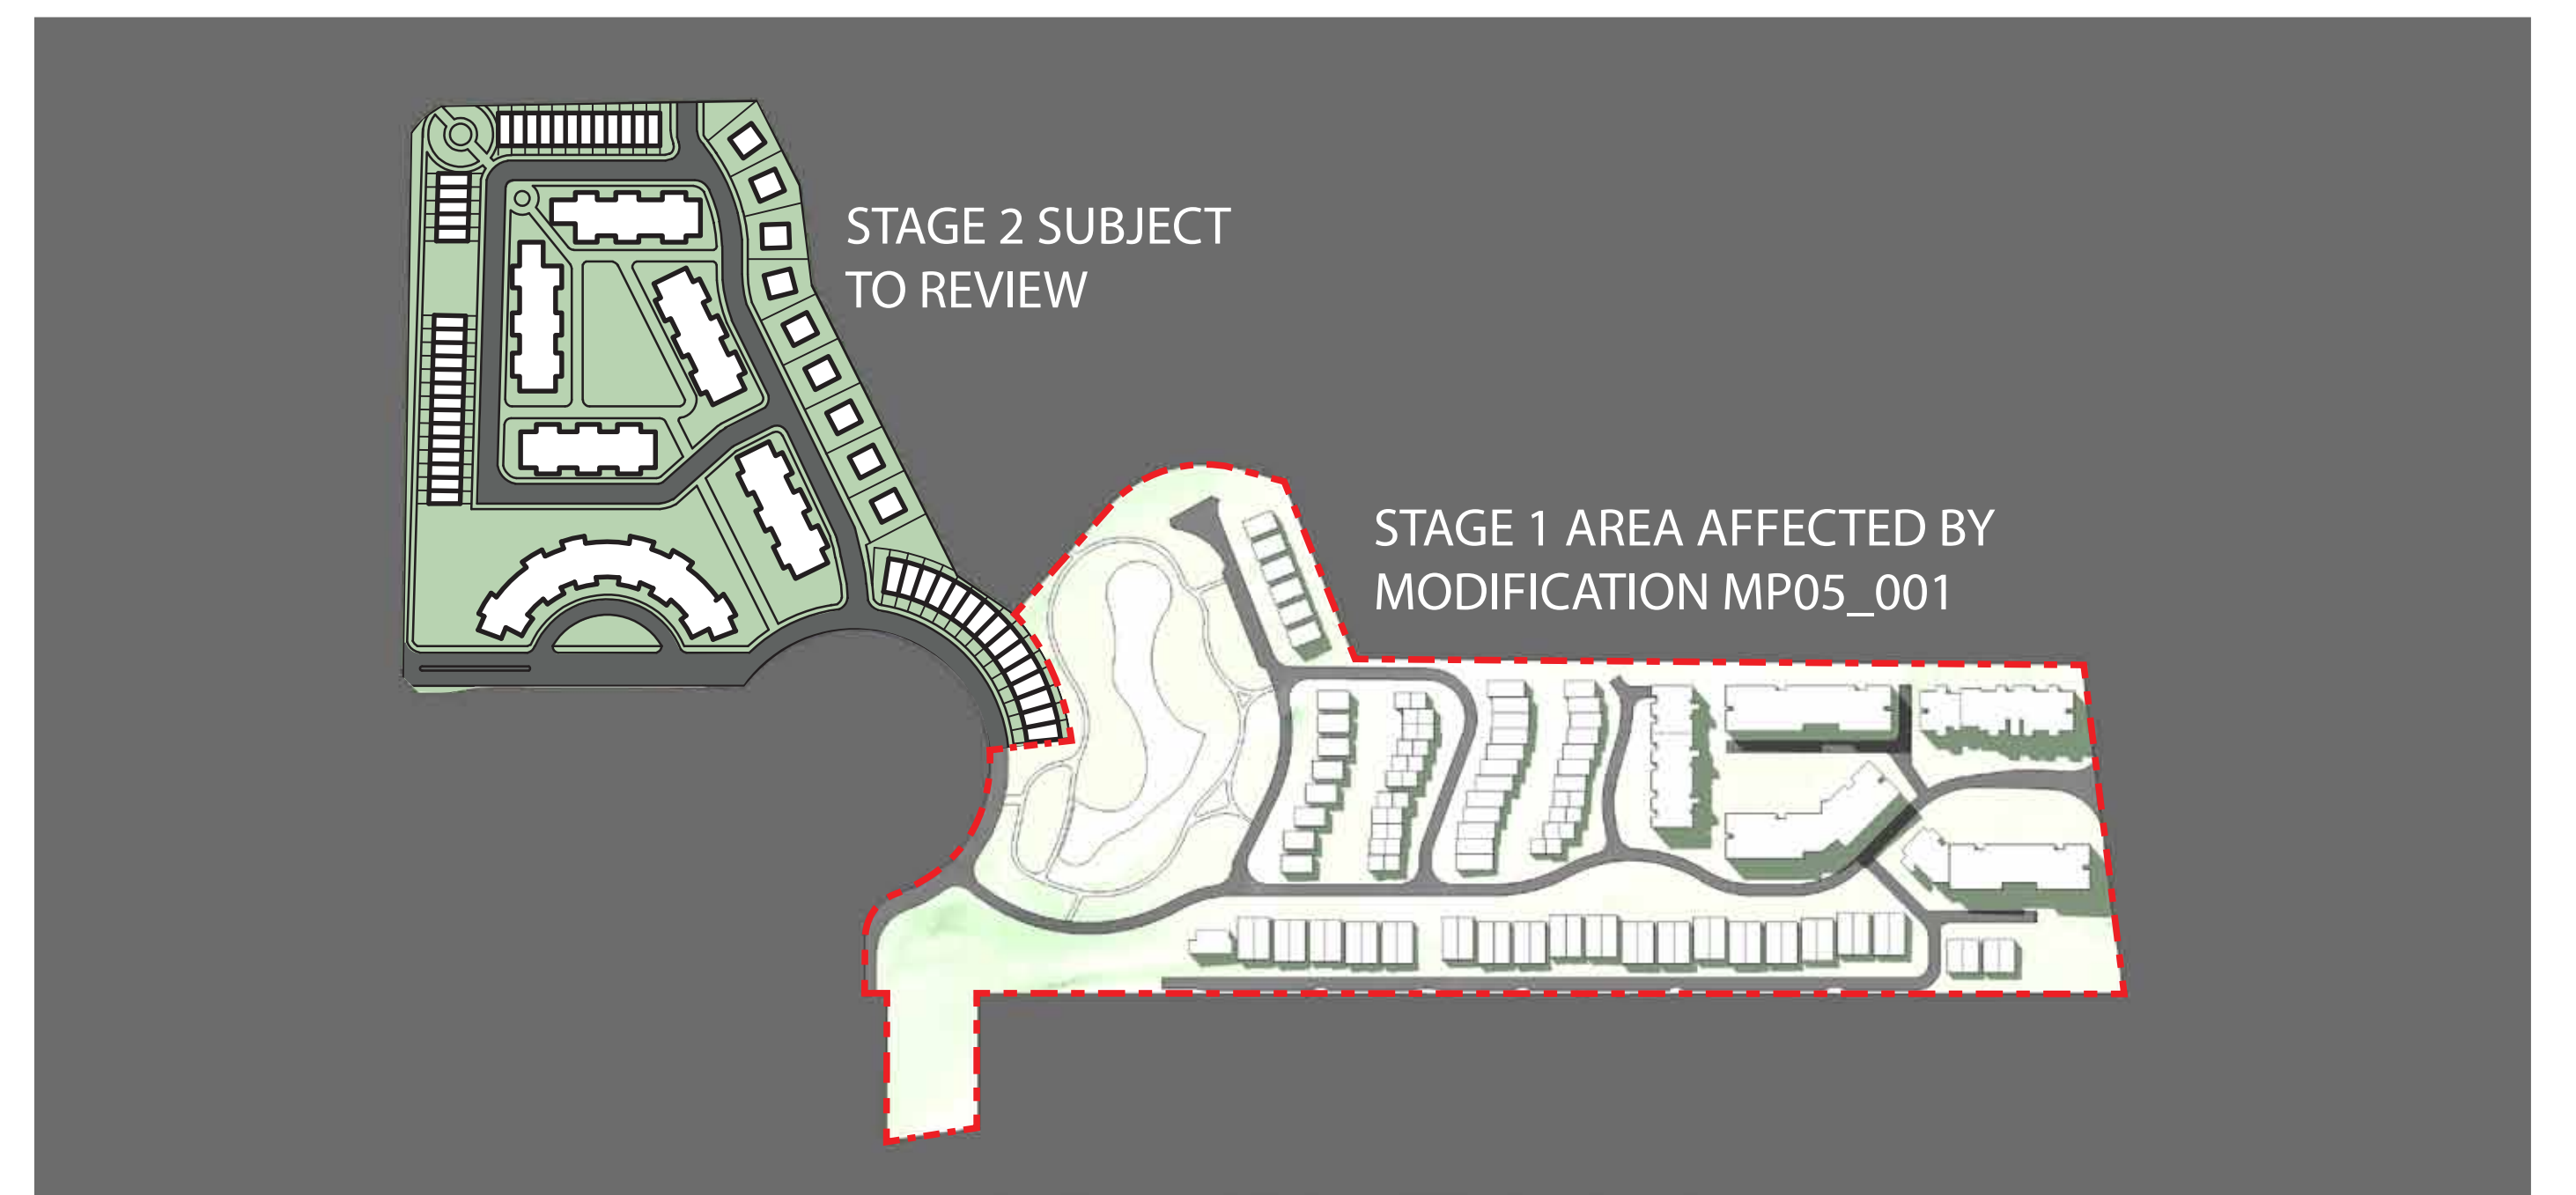 STAGE 2 SUBJECT
TO REVIEW
STAGE 1 AREA AFFECTED BY
MODIFICATION MP05_001